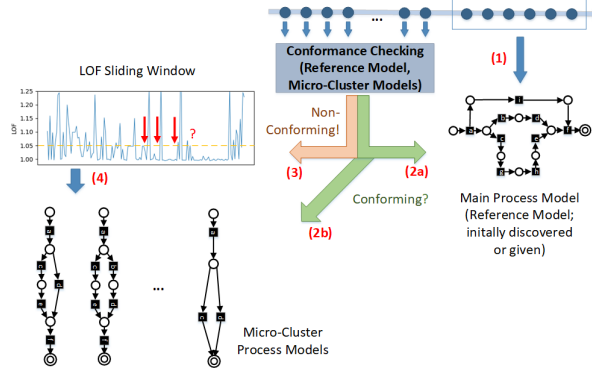 ...
(1)
Conformance Checking
(Reference Model,
Micro-Cluster Models)
LOF Sliding Window
1.25
1.20
1.15
1.10
1.05
1.00
LOF
?
Non-
Conforming!
(3)
(2a)
Conforming?
(2b)
(4)
a
i
b
d
f
c
e
g
h
Main Process Model
(Reference Model;
initally discovered
or given)
a
c
d
e
f
a
c
b
e
d
f
...
a
c
d
Micro-Cluster
Process Models